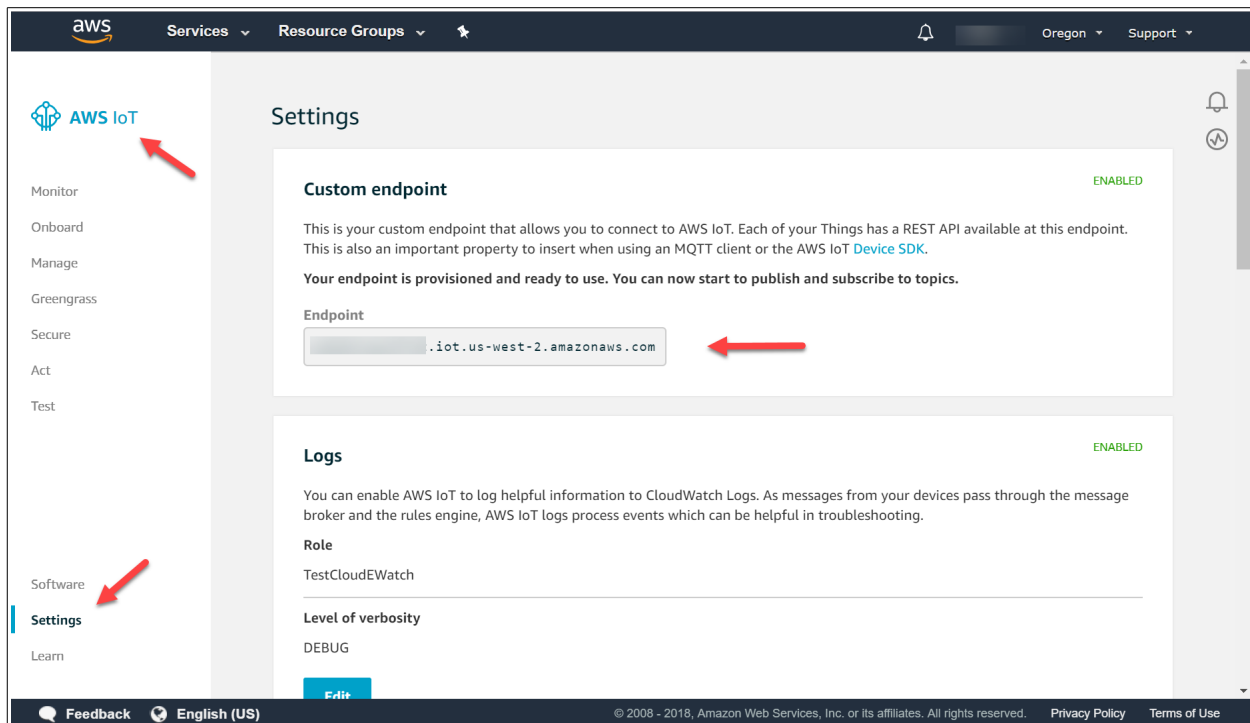 aws
Services
Resource Groups
Oregon
Support
AWS IoT
Monitor
Onboard
Manage
Greengrass
Secure
Act
Test
Software
Settings
Learn
Settings
Custom endpoint
ENABLED
This is your custom endpoint that allows you to connect to AWS IoT. Each of your Things has a REST API available at this endpoint.
This is also an important property to insert when using an MQTT client or the AWS IoT Device SDK.
Your endpoint is provisioned and ready to use. You can now start to publish and subscribe to topics.
Endpoint
.iot.us-west-2.amazonaws.com
Logs
ENABLED
You can enable AWS IoT to log helpful information to CloudWatch Logs. As messages from your devices pass through the message
broker and the rules engine, AWS IoT logs process events which can be helpful in troubleshooting.
Role
TestCloudEWatch
Level of verbosity
DEBUG
Edit
Feedback
English (US)
© 2008 - 2018, Amazon Web Services, Inc. or its affiliates. All rights reserved.
Privacy Policy
Terms of Use